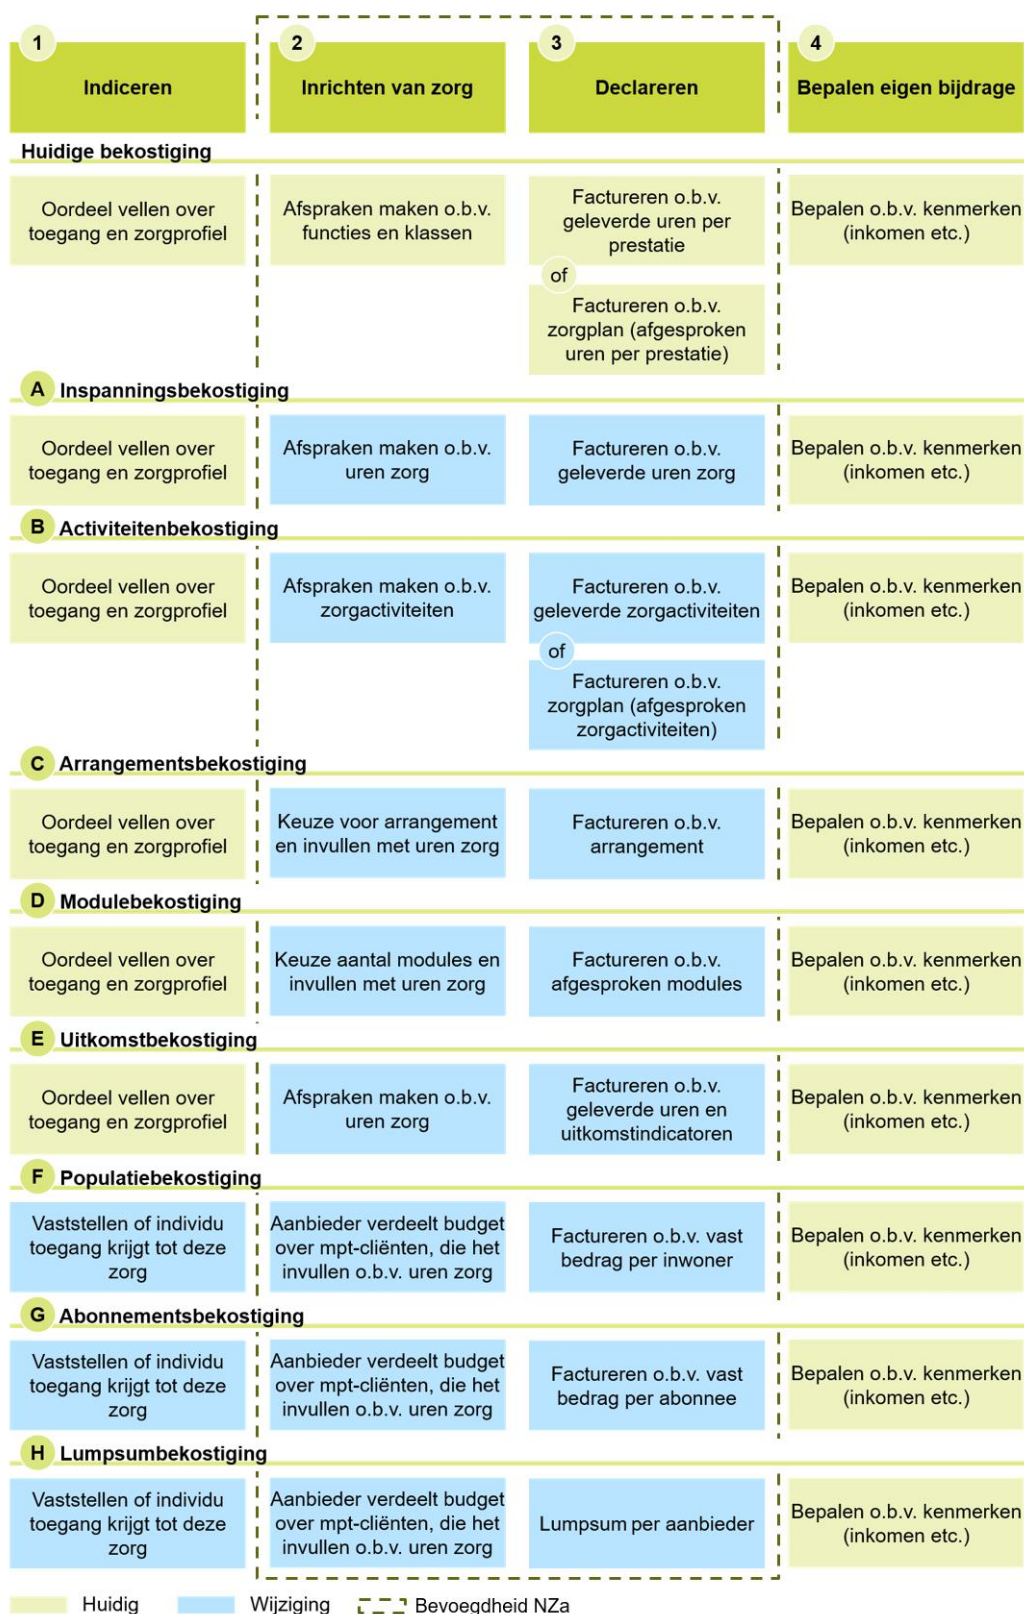 1
2
3
4
Indiceren
Inrichten van zorg
Declareren
Bepalen eigen bijdrage
Huidige bekostiging
Oordeel vellen over
toegang en zorgprofiel
Afspraken maken o.b.v.
functies en klassen
Factureren o.b.v.
geleverde uren per
prestatie
of
Factureren o.b.v.
zorgplan (afgesproken
uren per prestatie)
Bepalen o.b.v. kenmerken
(inkomen etc.)
A Inspanningsbekostiging
Oordeel vellen over
toegang en zorgprofiel
Afspraken maken o.b.v.
uren zorg
Factureren o.b.v.
geleverde uren zorg
Bepalen o.b.v. kenmerken
(inkomen etc.)
B Activiteitenbekostiging
Oordeel vellen over
toegang en zorgprofiel
Afspraken maken o.b.v.
zorgactiviteiten
Factureren o.b.v.
geleverde zorgactiviteiten
of
Factureren o.b.v.
zorgplan (afgesproken
zorgactiviteiten)
Bepalen o.b.v. kenmerken
(inkomen etc.)
C Arrangementsbekostiging
Oordeel vellen over
toegang en zorgprofiel
Keuze voor arrangement
en invullen met uren zorg
Factureren o.b.v.
arrangement
Bepalen o.b.v. kenmerken
(inkomen etc.)
D Modulebekostiging
Oordeel vellen over
toegang en zorgprofiel
Keuze aantal modules en
invullen met uren zorg
Factureren o.b.v.
afgesproken modules
Bepalen o.b.v. kenmerken
(inkomen etc.)
E Uitkomstbekostiging
Oordeel vellen over
toegang en zorgprofiel
Afspraken maken o.b.v.
uren zorg
Factureren o.b.v.
geleverde uren en
uitkomstindicatoren
Bepalen o.b.v. kenmerken
(inkomen etc.)
F Populatiebekostiging
Vaststellen of individu
toegang krijgt tot deze
zorg
Aanbieder verdeelt budget
over mpt-cliënten, die het
invullen o.b.v. uren zorg
Factureren o.b.v. vast
bedrag per inwoner
Bepalen o.b.v. kenmerken
(inkomen etc.)
G Abonnementsbekostiging
Vaststellen of individu
toegang krijgt tot deze
zorg
Aanbieder verdeelt budget
over mpt-cliënten, die het
invullen o.b.v. uren zorg
Factureren o.b.v. vast
bedrag per abonnee
Bepalen o.b.v. kenmerken
(inkomen etc.)
H Lumpsumbekostiging
Vaststellen of individu
toegang krijgt tot deze
zorg
Aanbieder verdeelt budget
over mpt-cliënten, die het
invullen o.b.v. uren zorg
Lumpsum per aanbieder
Bepalen o.b.v. kenmerken
(inkomen etc.)
Huidig
Wijziging
Bevoegdheid NZa